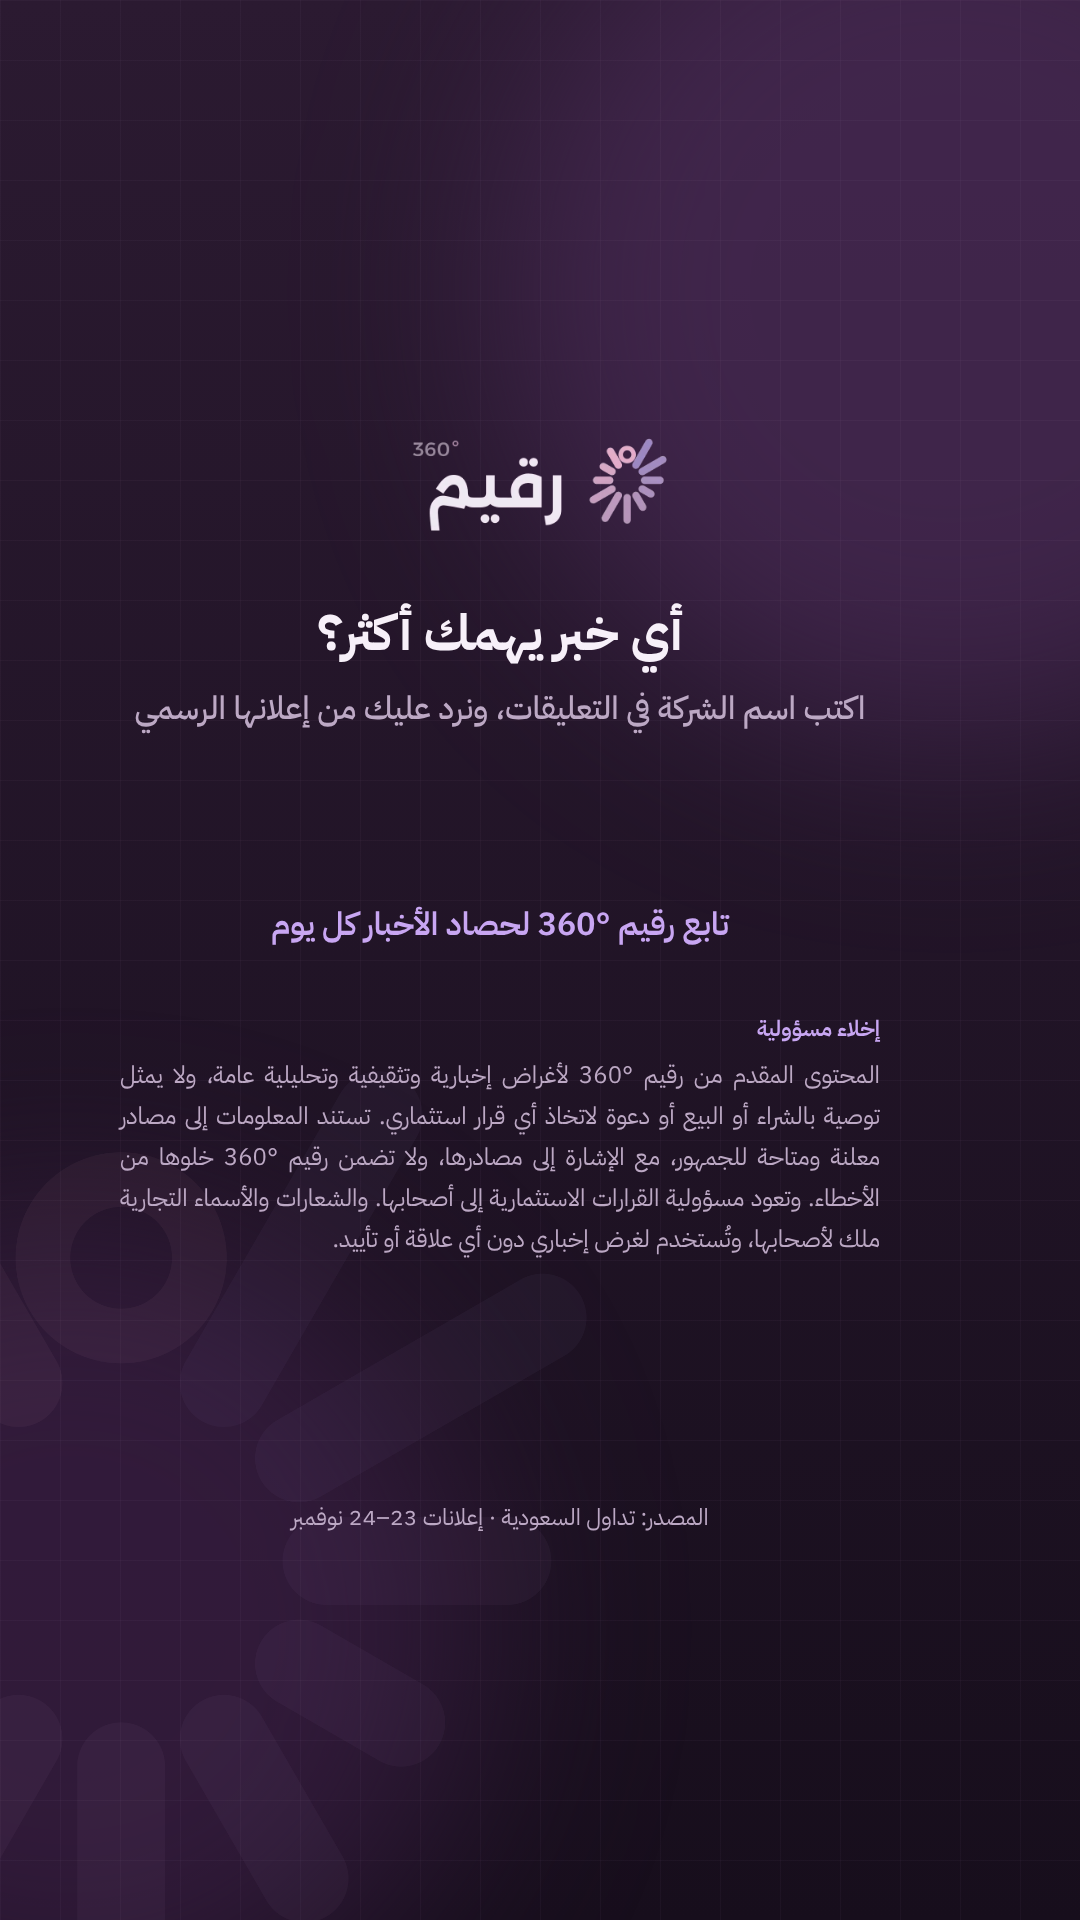 رقيم 360°
أي خبر يهمك أكثر؟
اكتب اسم الشركة في التعليقات، ونرد عليك من إعلانها الرسمي
تابع رقيم 360° لحصاد الأخبار كل يوم
إخلاء مسؤولية
المحتوى المقدم من رقيم 360° لأغراض إخبارية وتثقيفية وتحليلية عامة، ولا يمثل
توصية بالشراء أو البيع أو دعوة لاتخاذ أي قرار استثماري. تستند المعلومات إلى مصادر
معلنة ومتاحة للجمهور، مع الإشارة إلى مصادرها، ولا تضمن رقيم 360° خلوها من
الأخطاء. وتعود مسؤولية القرارات الاستثمارية إلى أصحابها. والشعارات والأسماء التجارية
ملك لأصحابها، وتُستخدم لغرض إخباري دون أي علاقة أو تأييد.
المصدر: تداول السعودية · إعلانات 23–24 نوفمبر